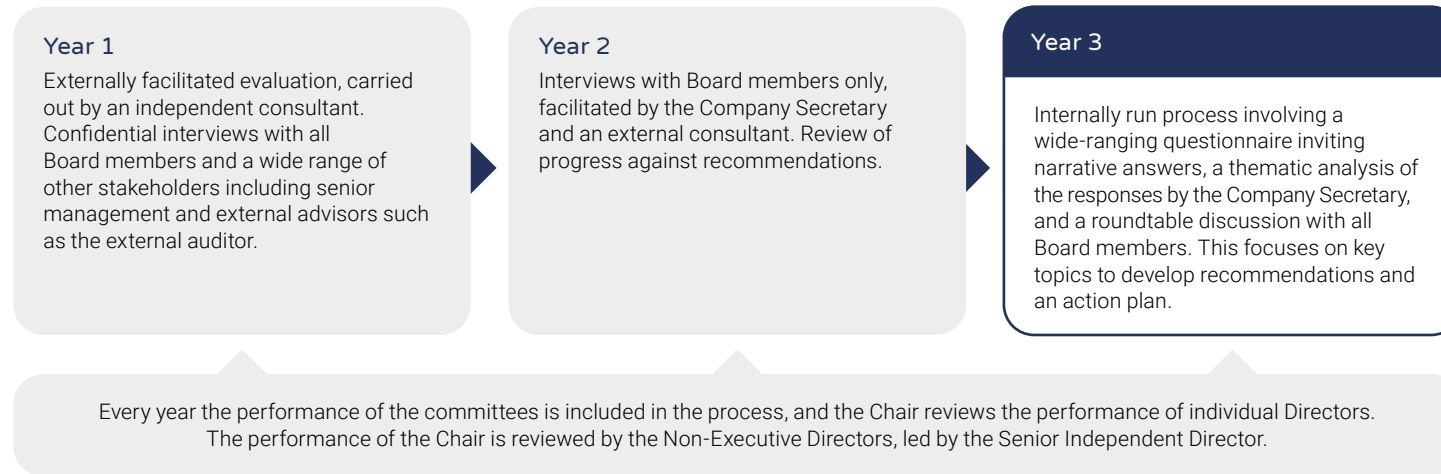 Year 1
Externally facilitated evaluation, carried
out by an independent consultant.
Confidential interviews with all
Board members and a wide range of
other stakeholders including senior
management and external advisors such
as the external auditor.
Year 2
Interviews with Board members only,
facilitated by the Company Secretary
and an external consultant. Review of
progress against recommendations.
Year 3
Internally run process involving a
wide-ranging questionnaire inviting
narrative answers, a thematic analysis of
the responses by the Company Secretary,
and a roundtable discussion with all
Board members. This focuses on key
topics to develop recommendations and
an action plan.
Every year the performance of the committees is included in the process, and the Chair reviews the performance of individual Directors.
The performance of the Chair is reviewed by the Non-Executive Directors, led by the Senior Independent Director.